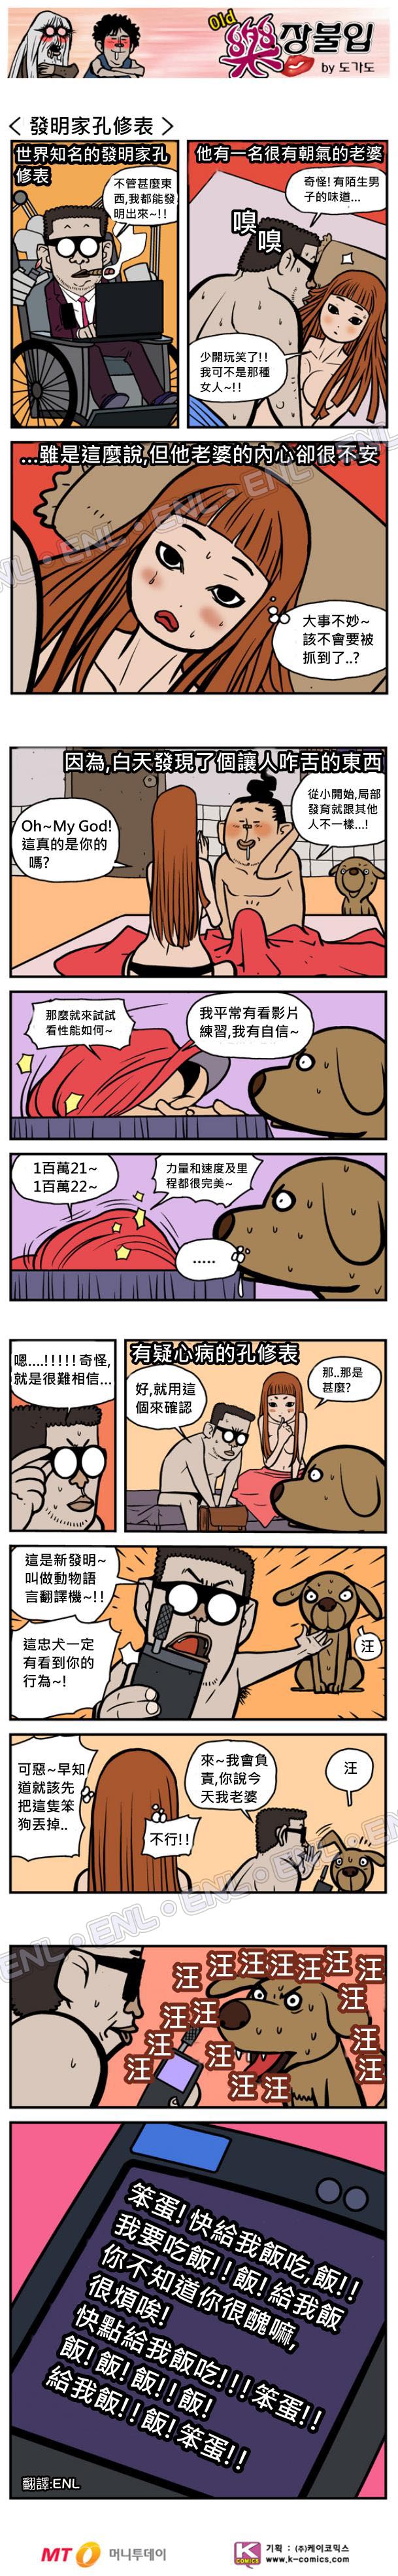 Old
樂장불입
by 도가도
< 發明家孔修表 >
世界知名的發明家孔
修表
不管甚麼東
西,我都能發
明出來~!!
他有一名很有朝氣的老婆
奇怪! 有陌生男
子的味道...
嗅
嗅
少開玩笑了!!
我可不是那種
女人~!!
...雖是這麼說,但他老婆的內心卻很不安
大事不妙~
該不會要被
抓到了..?
因為,白天發現了個讓人咋舌的東西
Oh~My God!
這真的是你的
嗎?
從小開始,局部
發育就跟其他
人不一樣...!
那麼就來試試
看性能如何~
我平常有看影片
練習,我有自信~
1百萬21~
1百萬22~
力量和速度及里
程都很完美~
.....
嗯....!!!!! 奇怪,
就是很難相信...
有疑心病的孔修表
好,就用這
個來確認
那..那是
甚麼?
這是新發明~
叫做動物語
言翻譯機~!!
這忠犬一定
有看到你的
行為~!
汪
可惡~早知
道就該先
把這隻笨
狗丟掉..
不行!!
來~我會負
責,你說今
天我老婆
汪
汪汪汪汪汪汪汪
汪汪汪
汪汪汪
汪汪汪
汪汪
笨蛋! 快給我飯吃,飯!!
我要吃飯!! 飯! 給我飯
你不知道你很醜嘛,
很煩唉!
快點給我飯吃!!! 笨蛋!!
飯! 飯! 飯!! 飯!
給我飯!! 飯! 笨蛋!!
翻譯:ENL
ENL
MT 머니투데이
K COMICS
기획 : (주)케이코믹스
www.k-comics.com